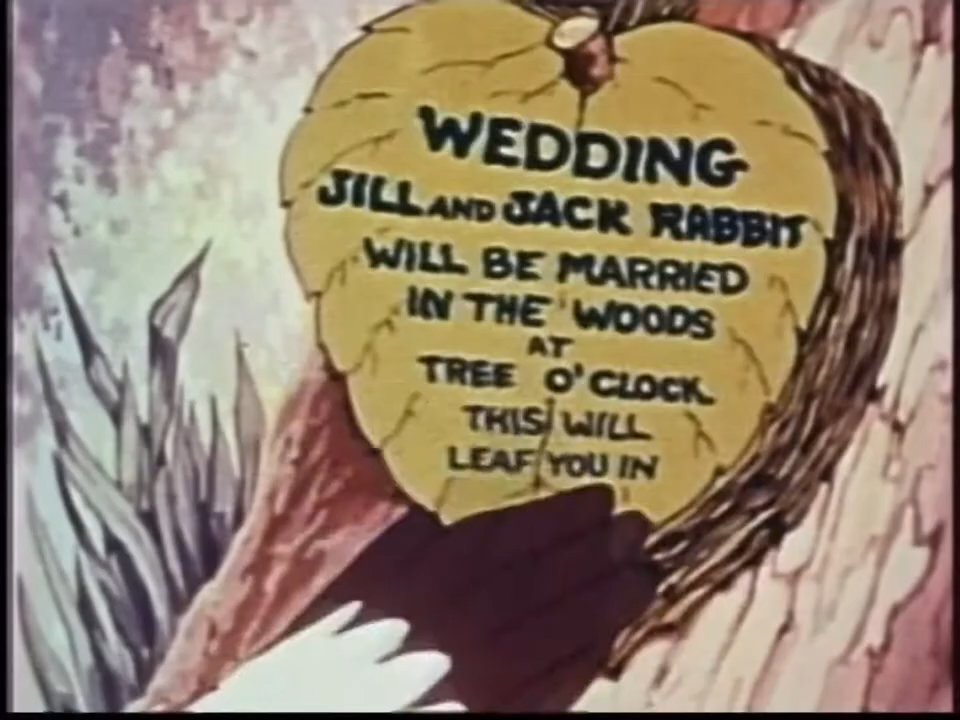 WEDDING
JILL AND JACK RABBIT
WILL BE MARRIED
IN THE WOODS
AT
TREE O'CLOCK
THIS WILL
LEAF YOU IN